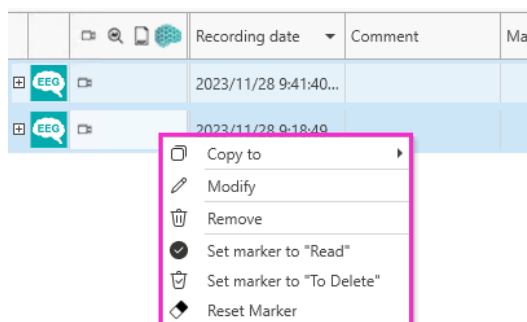 Recording date Comment Ma
EEG 2023/11/28 9:41:40...
EEG 2023/11/28 9:18:49
Copy to
Modify
Remove
Set marker to "Read"
Set marker to "To Delete"
Reset Marker